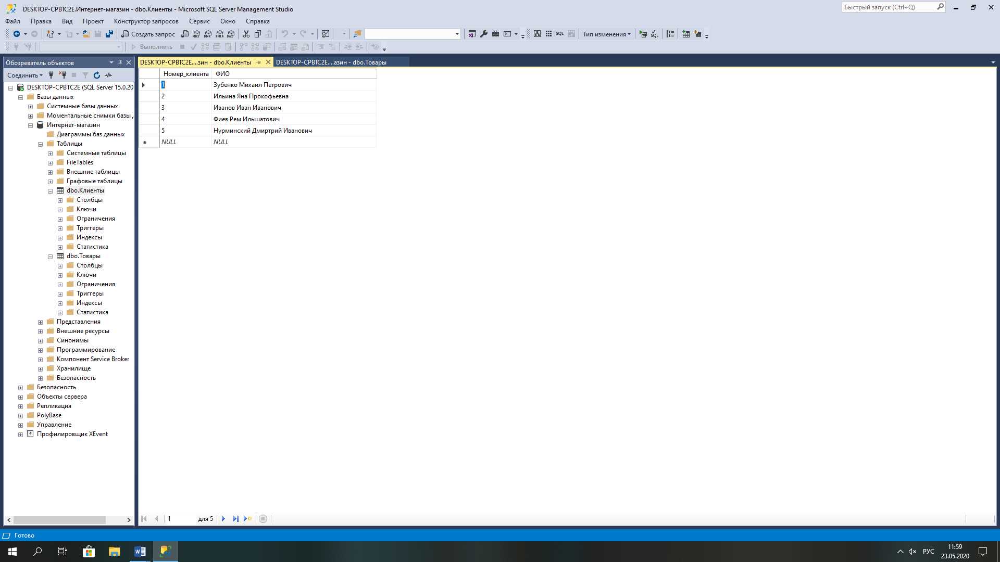 DESKTOP-CPBTC2E.Интернет-магазин - dbo.Клиенты - Microsoft SQL Server Management Studio
Быстрый запуск (Ctrl+Q)
Файл Правка Вид Проект Конструктор запросов Сервис Окно Справка
Создать запрос MDX DMX XMLA DAX SQL Тип изменения SQL
Выполнить
Обозреватель объектов
DESKTOP-CPBTC2E....зин - dbo.Клиенты DESKTOP-CPBTC2E....азин - dbo.Товары
Соединить
Номер_клиента ФИО
1 Зубенко Михаил Петрович
2 Ильина Яна Прокофьевна
3 Иванов Иван Иванович
4 Фиев Рем Ильшатович
5 Нурминский Дмиртрий Иванович
NULL NULL
DESKTOP-CPBTC2E (SQL Server 15.0.20
Базы данных
Системные базы данных
Моментальные снимки базы
Интернет-магазин
Диаграммы баз данных
Таблицы
Системные таблицы
FileTables
Внешние таблицы
Графовые таблицы
dbo.Клиенты
Столбцы
Ключи
Ограничения
Триггеры
Индексы
Статистика
dbo.Товары
Столбцы
Ключи
Ограничения
Триггеры
Индексы
Статистика
Представления
Внешние ресурсы
Синонимы
Программирование
Компонент Service Broker
Хранилище
Безопасность
Безопасность
Объекты сервера
Репликация
PolyBase
Управление
Профилировщик XEvent
1 для 5
Готово
РУС
11:59
23.05.2020